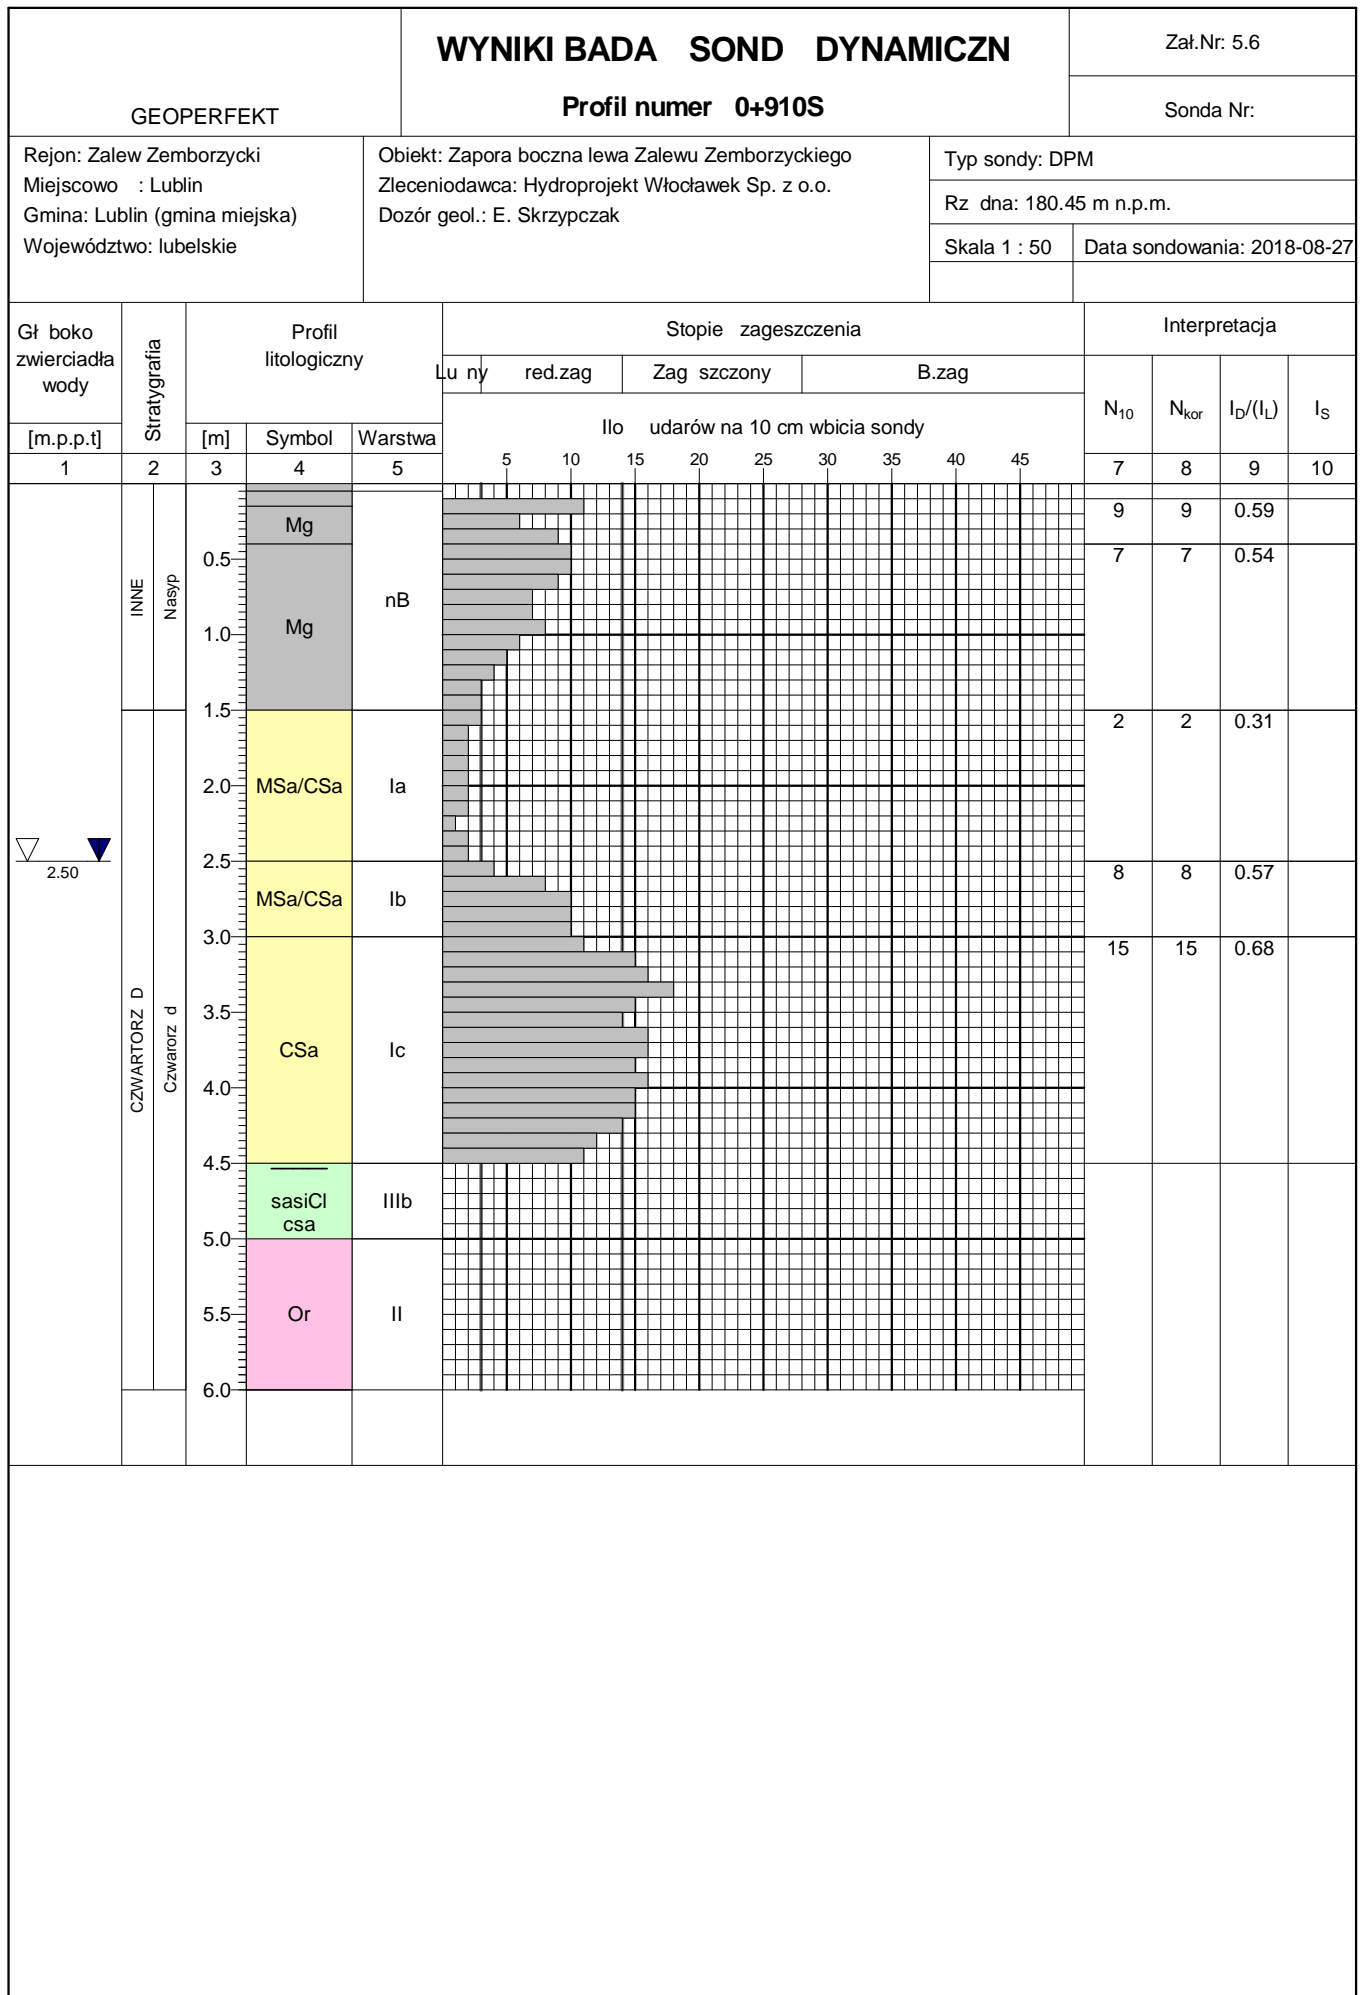 WYNIKI BADA SOND DYNAMICZN
Zał.Nr: 5.6
GEOPERFEKT
Profil numer 0+910S
Sonda Nr:
Rejon: Zalew Zemborzycki
Miejscowo : Lublin
Gmina: Lublin (gmina miejska)
Województwo: lubelskie
Obiekt: Zapora boczna lewa Zalewu Zemborzyckiego
Zleceniodawca: Hydroprojekt Włocławek Sp. z o.o.
Dozór geol.: E. Skrzypczak
Typ sondy: DPM
Rz dna: 180.45 m n.p.m.
Skala 1 : 50
Data sondowania: 2018-08-27
Gł boko
zwierciadła
wody
[m.p.p.t]
Stratygrafia
Profil
litologiczny
[m] Symbol Warstwa
Stopie zageszczenia
Lu ny red.zag Zag szczony B.zag
Ilo udarów na 10 cm wbicia sondy
5 10 15 20 25 30 35 40 45
Interpretacja
N10 Nkor ID/(IL) IS
1 2 3 4 5 7 8 9 10
INNE
Nasyp
CZWARTORZ D
Czwarorz d
2.50
0.5
1.0
1.5
2.0
2.5
3.0
3.5
4.0
4.5
5.0
5.5
6.0
Mg
Mg
nB
MSa/CSa Ia
MSa/CSa Ib
CSa Ic
sasiCl
csa
IIIb
Or II
9 9 0.59
7 7 0.54
2 2 0.31
8 8 0.57
15 15 0.68